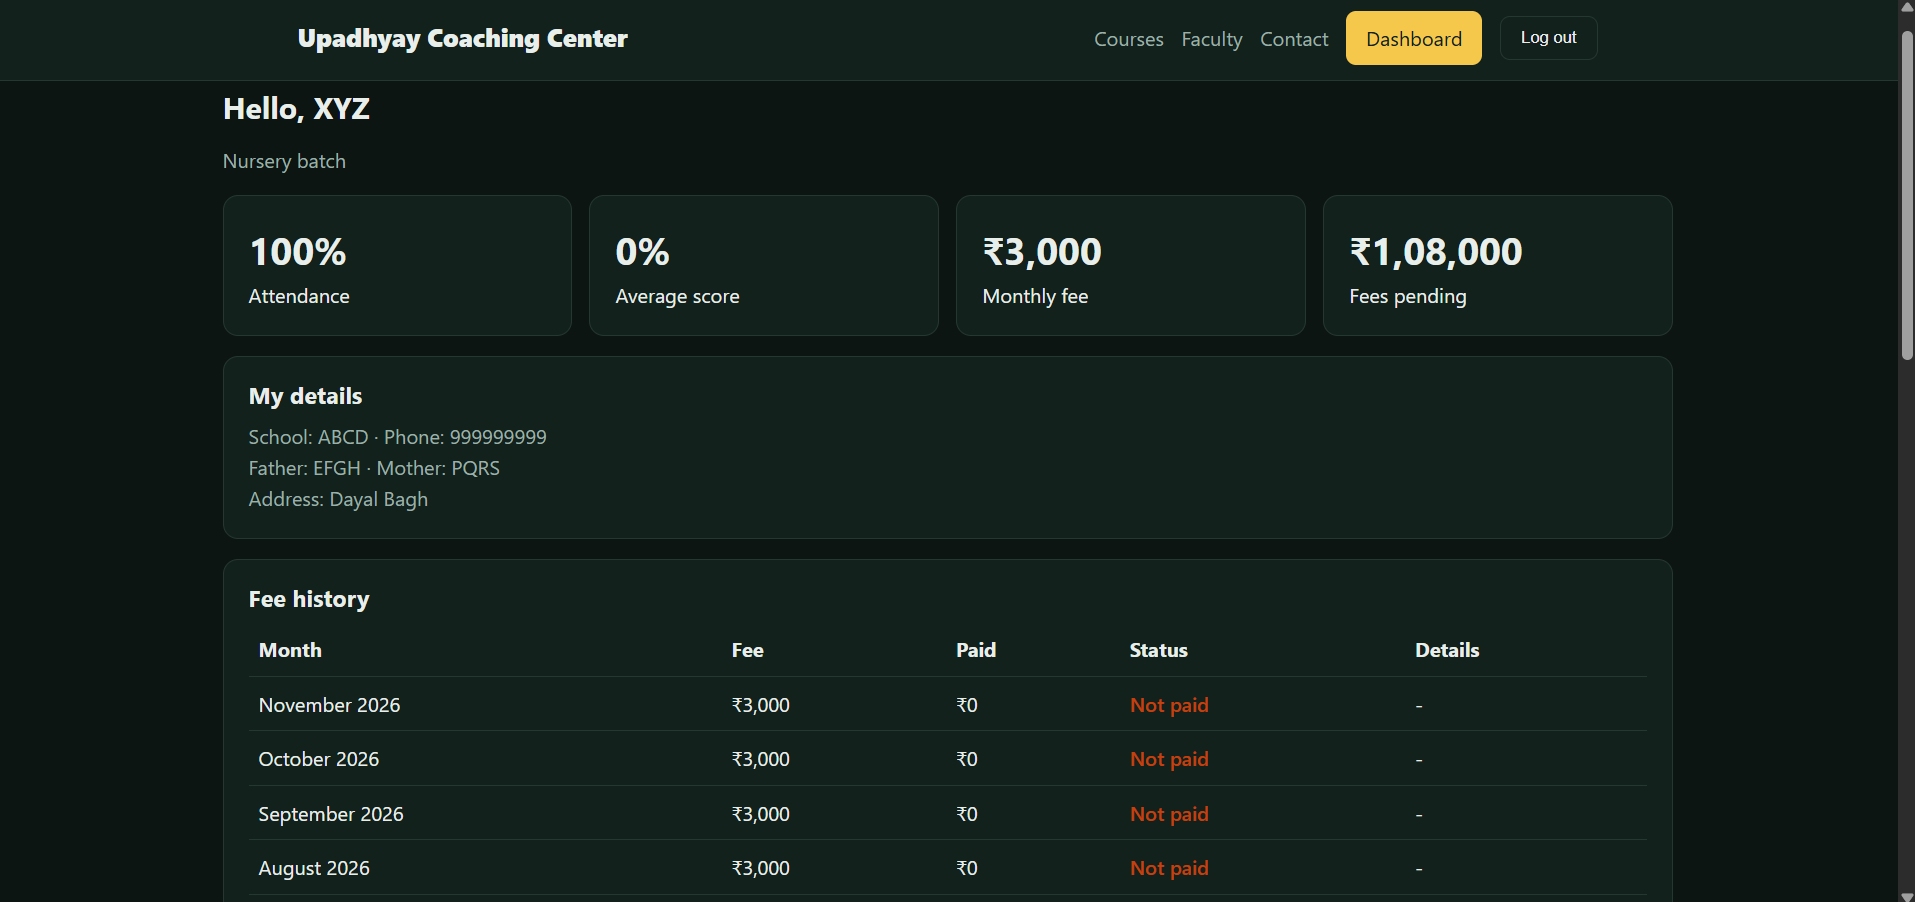 Upadhyay Coaching Center
Courses Faculty Contact Dashboard Log out
Hello, XYZ
Nursery batch
100%
Attendance
0%
Average score
₹3,000
Monthly fee
₹1,08,000
Fees pending
My details
School: ABCD · Phone: 999999999
Father: EFGH · Mother: PQRS
Address: Dayal Bagh
Fee history
Month Fee Paid Status Details
November 2026 ₹3,000 ₹0 Not paid -
October 2026 ₹3,000 ₹0 Not paid -
September 2026 ₹3,000 ₹0 Not paid -
August 2026 ₹3,000 ₹0 Not paid -